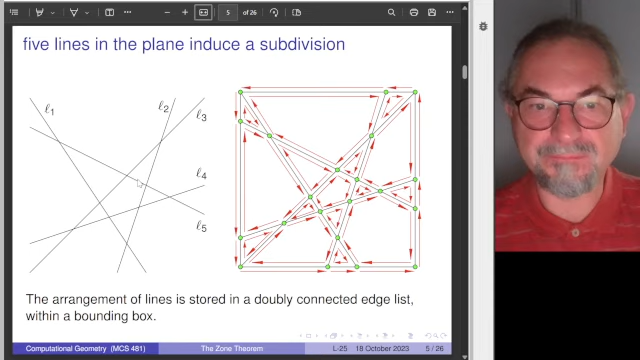 5 of 26
five lines in the plane induce a subdivision
ℓ1
ℓ2
ℓ3
ℓ4
ℓ5
The arrangement of lines is stored in a doubly connected edge list,
within a bounding box.
Computational Geometry (MCS 481) The Zone Theorem L-25 18 October 2023 5 / 26